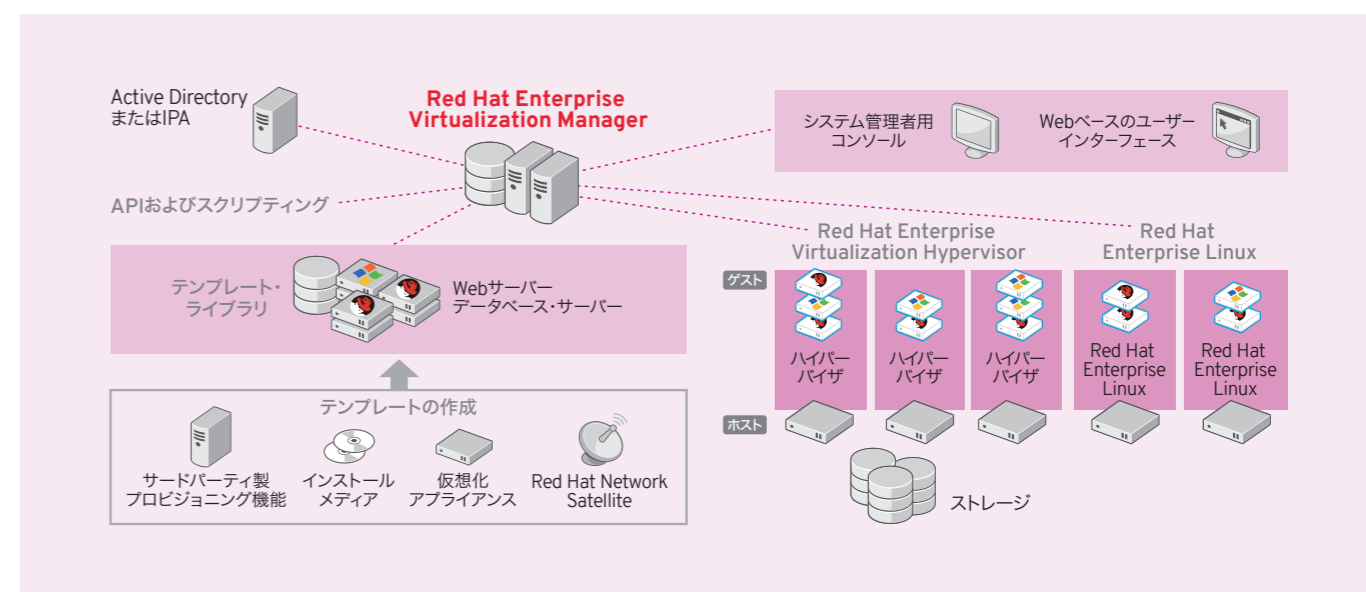 Active Directory
またはIPA
Red Hat Enterprise
Virtualization Manager
システム管理者用
コンソール
Webベースのユーザー
インターフェース
APIおよびスクリプティング
テンプレート・
ライブラリ
Webサーバー
データベース・サーバー
テンプレートの作成
サードパーティ製
プロビジョニング機能
インストール
メディア
仮想化
アプライアンス
Red Hat Network
Satellite
Red Hat Enterprise
Virtualization Hypervisor
Red Hat
Enterprise Linux
ゲスト
ハイパー
バイザ
ハイパー
バイザ
ハイパー
バイザ
Red Hat
Enterprise
Linux
Red Hat
Enterprise
Linux
ホスト
ストレージ